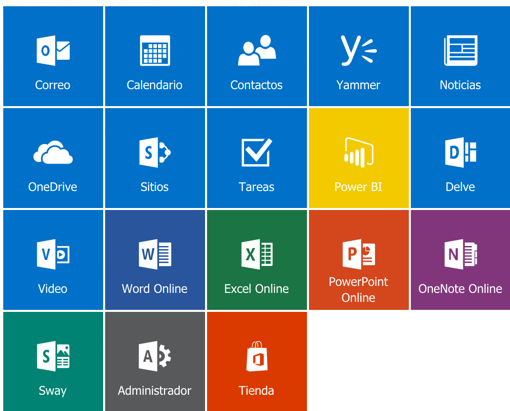 Correo
Calendario
Contactos
Yammer
Noticias
OneDrive
Sitios
Tareas
Power BI
Delve
Video
Word Online
Excel Online
PowerPoint
Online
OneNote Online
Sway
Administrador
Tienda